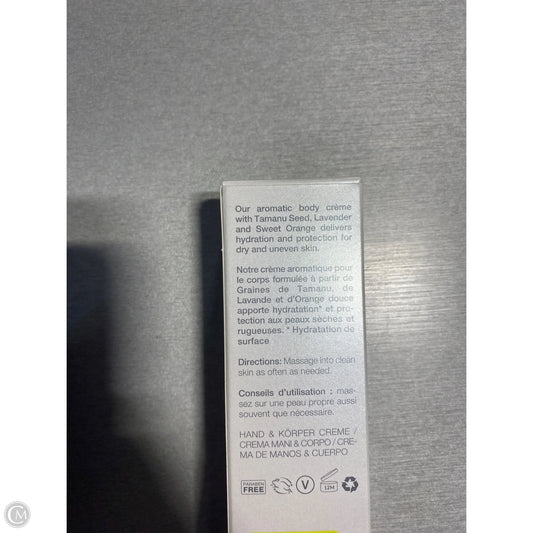 Our aromatic body crème
with Tamanu Seed, Lavender
and Sweet Orange delivers
hydration and protection for
dry and uneven skin.
Notre crème aromatique pour
le corps formulée à partir de
Graines de Tamanu, de
Lavande et d'Orange douce
apporte hydratation* et pro-
tection aux peaux sèches et
rugueuses. * Hydratation de
surface
Directions: Massage into clean
skin as often as needed.
Conseils d'utilisation : mas-
sez sur une peau propre aussi
souvent que nécessaire.
HAND & KÖRPER CREME /
CREMA MANI & CORPO / CRE-
MA DE MANOS & CUERPO
PARABEN
FREE
V
12M
CM